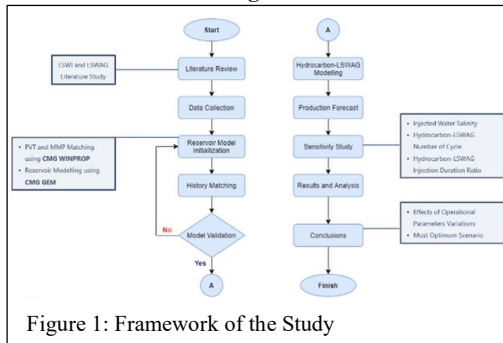 Start
LSWI and LSWAG
Literature Study
Literature Review
Data Collection
• PVT and MMP Matching
using CMG WINPROP
• Reservoir Modelling using
CMG GEM
Reservoir Model
Initialization
History Matching
No
Model Validation
Yes
A
A
Hydrocarbon-LSWAG
Modelling
Production Forecast
Sensitivity Study
• Injected Water Salinity
• Hydrocarbon-LSWAG
Number of Cycle
• Hydrocarbon-LSWAG
Injection Duration Ratio
Results and Analysis
Conclusions
• Effects of Operational
Parameters Variations
• Most Optimum Scenario
Finish
Figure 1: Framework of the Study